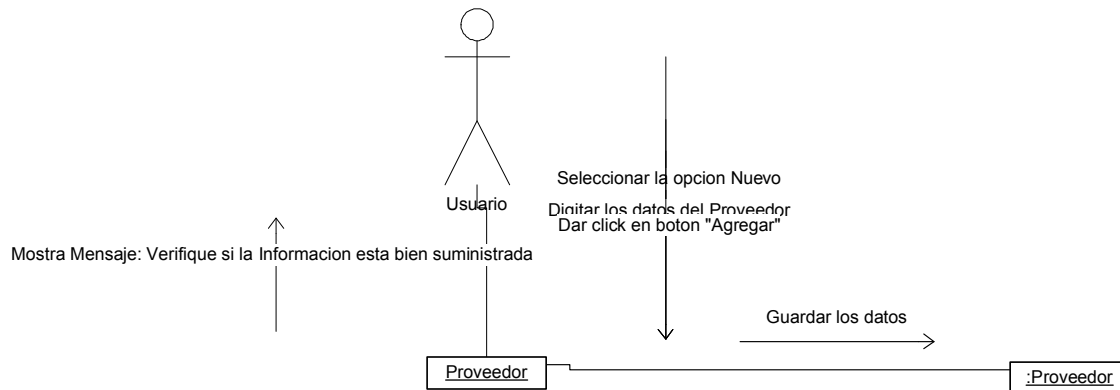 Seleccionar la opcion Nuevo
Usuario
Digitar los datos del Proveedor
Dar click en boton "Agregar"
Mostra Mensaje: Verifique si la Informacion esta bien suministrada
Guardar los datos
Proveedor
:Proveedor